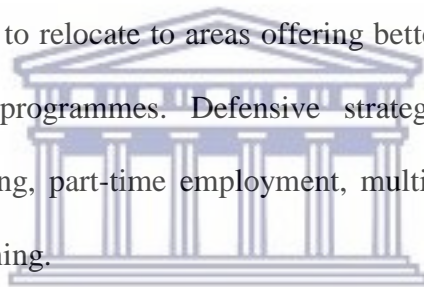 to relocate to areas offering bett
programmes. Defensive strateg
ng, part-time employment, multi
ning.